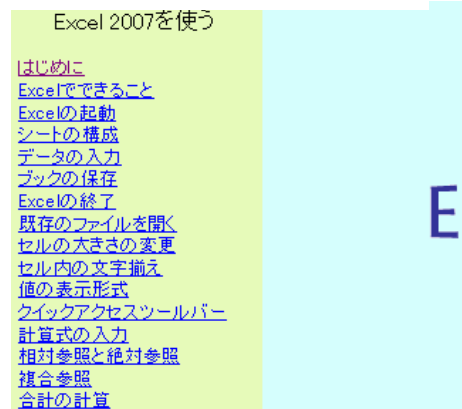 Excel 2007を使う
はじめに
Excelでできること
Excelの起動
シートの構成
データの入力
ブックの保存
Excelの終了
既存のファイルを開く
セルの大きさの変更
セル内の文字揃え
値の表示形式
クイックアクセスツールバー
計算式の入力
相対参照と絶対参照
複合参照
合計の計算
E